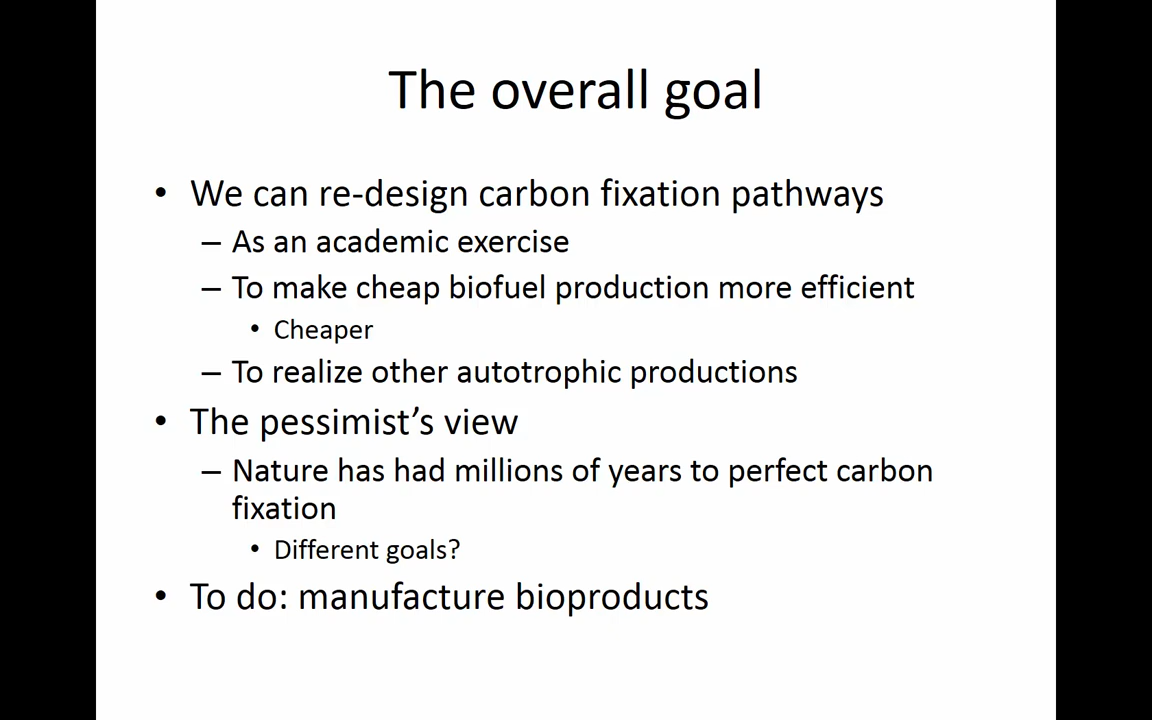 The overall goal
• We can re-design carbon fixation pathways
– As an academic exercise
– To make cheap biofuel production more efficient
• Cheaper
– To realize other autotrophic productions
• The pessimist’s view
– Nature has had millions of years to perfect carbon
fixation
• Different goals?
• To do: manufacture bioproducts